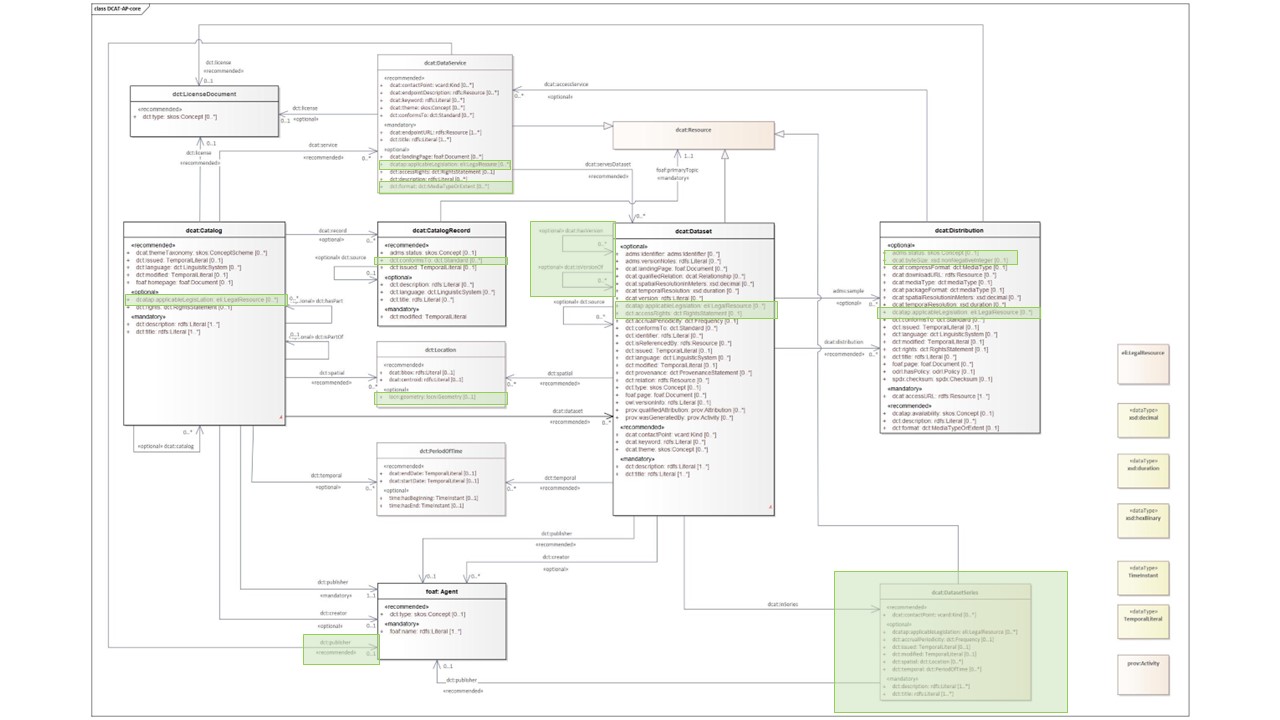 class DCAT-AP-core
dct:license
«recommended»
0..1
dct:LicenseDocument
«recommended»
+ dct:type: skos:Concept [0..*]
dct:license
«optional»
0..1
0..1
dct:license
«recommended»
dcat:service
«recommended»
0..*
dcat:DataService
«recommended»
+ dcat:contactPoint: vcard:Kind [0..*]
+ dcat:endpointDescription: rdfs:Resource [0..*]
+ dcat:keyword: rdfs:Literal [0..*]
+ dcat:theme: skos:Concept [0..*]
+ dct:conformsTo: dct:Standard [0..*]
«mandatory»
+ dcat:endpointURL: rdfs:Resource [1..*]
+ dct:title: rdfs:Literal [1..*]
«optional»
+ dcat:landingPage: foaf:Document [0..*]
+ dcatap:applicableLegislation: eli:LegalResource [0..*]
+ dct:accessRights: dct:RightsStatement [0..1]
+ dct:description: rdfs:Literal [0..*]
+ dct:format: dct:MediaTypeOrExtent [0..*]
dcat:accessService
0..*
«optional»
dcat:Resource
dcat:servesDataset
«recommended»
0..*
1..1
foaf:primaryTopic
«mandatory»
dcat:Catalog
«recommended»
+ dcat:themeTaxonomy: skos:ConceptScheme [0..*]
+ dct:issued: TemporalLiteral [0..1]
+ dct:language: dct:LinguisticSystem [0..*]
+ dct:modified: TemporalLiteral [0..1]
+ foaf:homepage: foaf:Document [0..1]
«optional»
+ dcatap:applicableLegislation: eli:LegalResource [0..*]
+ dct:rights: dct:RightsStatement [0..1]
«mandatory»
+ dct:description: rdfs:Literal [1..*]
+ dct:title: rdfs:Literal [1..*]
dcat:record
«optional»
0..*
«optional» dct:source
0..1
dcat:CatalogRecord
«recommended»
+ adms:status: skos:Concept [0..1]
+ dct:conformsTo: dct:Standard [0..*]
+ dct:issued: TemporalLiteral [0..1]
«optional»
+ dct:description: rdfs:Literal [0..*]
+ dct:language: dct:LinguisticSystem [0..*]
+ dct:title: rdfs:Literal [0..*]
«mandatory»
+ dct:modified: TemporalLiteral
0..*
dct:hasPart
0..1
dct:isPartOf
dct:Location
«recommended»
+ dcat:bbox: rdfs:Literal [0..1]
+ dcat:centroid: rdfs:Literal [0..1]
«optional»
+ locn:geometry: locn:Geometry [0..1]
dct:spatial
«recommended»
0..*
dct:spatial
«optional»
0..*
dcat:dataset
«recommended»
0..*
0..*
«optional» dcat:catalog
dct:temporal
«optional»
0..*
dct:PeriodOfTime
«recommended»
+ dcat:endDate: TemporalLiteral [0..1]
+ dcat:startDate: TemporalLiteral [0..1]
«optional»
+ time:hasBeginning: TimeInstant [0..1]
+ time:hasEnd: TimeInstant [0..1]
dct:temporal
«recommended»
0..*
«optional» dcat:hasVersion
0..*
«optional» dcat:isVersionOf
0..*
«optional» dct:source
0..*
dcat:Dataset
«optional»
+ adms:identifier: adms:Identifier [0..*]
+ adms:versionNotes: rdfs:Literal [0..*]
+ dcat:landingPage: foaf:Document [0..*]
+ dcat:qualifiedRelation: dcat:Relationship [0..*]
+ dcat:spatialResolutionInMeters: xsd:decimal [0..*]
+ dcat:temporalResolution: xsd:duration [0..*]
+ dcat:version: rdfs:Literal [0..*]
+ dcatap:applicableLegislation: eli:LegalResource [0..*]
+ dct:accessRights: dct:RightsStatement [0..1]
+ dct:accrualPeriodicity: dct:Frequency [0..1]
+ dct:conformsTo: dct:Standard [0..*]
+ dct:identifier: rdfs:Literal [0..*]
+ dct:isReferencedBy: rdfs:Resource [0..*]
+ dct:issued: TemporalLiteral [0..1]
+ dct:language: dct:LinguisticSystem [0..*]
+ dct:modified: TemporalLiteral [0..1]
+ dct:provenance: dct:ProvenanceStatement [0..*]
+ dct:relation: rdfs:Resource [0..*]
+ dct:type: skos:Concept [0..*]
+ foaf:page: foaf:Document [0..*]
+ owl:versionInfo: rdfs:Literal [0..*]
+ prov:qualifiedAttribution: prov:Attribution [0..*]
+ prov:wasGeneratedBy: prov:Activity [0..*]
«recommended»
+ dcat:contactPoint: vcard:Kind [0..*]
+ dcat:keyword: rdfs:Literal [0..*]
+ dcat:theme: skos:Concept [0..*]
«mandatory»
+ dct:description: rdfs:Literal [1..*]
+ dct:title: rdfs:Literal [1..*]
adms:sample
«optional»
0..*
dcat:distribution
«recommended»
0..*
dcat:Distribution
«optional»
+ adms:status: skos:Concept [0..1]
+ dcat:byteSize: xsd:nonNegativeInteger [0..1]
+ dcat:compressFormat: dct:MediaType [0..1]
+ dcat:downloadURL: rdfs:Resource [0..*]
+ dcat:mediaType: dct:mediaType [0..1]
+ dcat:packageFormat: dct:MediaType [0..1]
+ dcat:spatialResolutionInMeters: xsd:decimal [0..*]
+ dcat:temporalResolution: xsd:duration [0..*]
+ dcatap:applicableLegislation: eli:LegalResource [0..*]
+ dct:conformsTo: dct:Standard [0..*]
+ dct:issued: TemporalLiteral [0..1]
+ dct:language: dct:LinguisticSystem [0..*]
+ dct:modified: TemporalLiteral [0..1]
+ dct:rights: dct:RightsStatement [0..1]
+ dct:title: rdfs:Literal [0..*]
+ foaf:page: foaf:Document [0..*]
+ odrl:hasPolicy: odrl:Policy [0..1]
+ spdx:checksum: spdx:Checksum [0..1]
«mandatory»
+ dcat:accessURL: rdfs:Resource [1..*]
«recommended»
+ dcatap:availability: skos:Concept [0..1]
+ dct:description: rdfs:Literal [0..*]
+ dct:format: dct:MediaTypeOrExtent [0..1]
eli:LegalResource
«dataType»
xsd:decimal
«dataType»
xsd:duration
«dataType»
xsd:hexBinary
«dataType»
TimeInstant
«dataType»
TemporalLiteral
prov:Activity
dct:publisher
«recommended»
0..1
dct:creator
«optional»
0..*
dct:publisher
«mandatory»
1..1
dct:creator
«optional»
0..1
dct:publisher
«recommended»
0..1
foaf:Agent
«recommended»
+ dct:type: skos:Concept [0..1]
«mandatory»
+ foaf:name: rdfs:Literal [1..*]
0..1
dct:publisher
«recommended»
dcat:inSeries
0..*
dcat:DatasetSeries
«recommended»
+ dcat:contactPoint: vcard:Kind [0..*]
«optional»
+ dcatap:applicableLegislation: eli:LegalResource [0..*]
+ dct:accrualPeriodicity: dct:Frequency [0..1]
+ dct:issued: TemporalLiteral [0..1]
+ dct:modified: TemporalLiteral [0..1]
+ dct:spatial: dct:Location [0..*]
+ dct:temporal: dct:PeriodOfTime [0..*]
«mandatory»
+ dct:description: rdfs:Literal [1..*]
+ dct:title: rdfs:Literal [1..*]